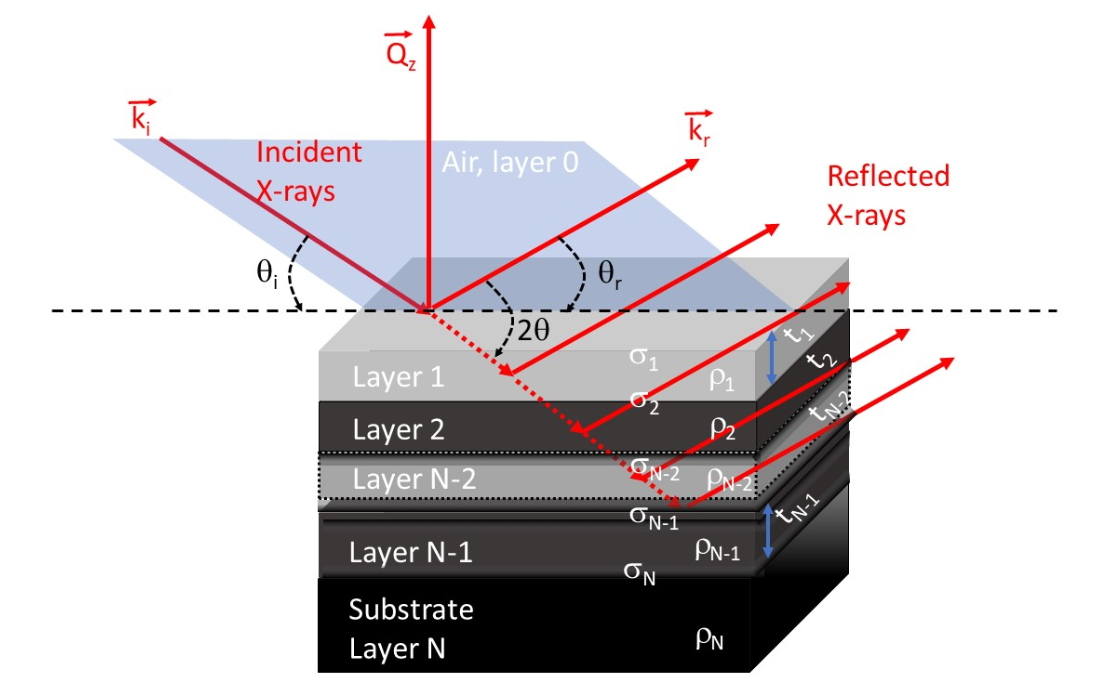 Q⃗z
k⃗i
k⃗r
Incident
X-rays
Air, layer 0
Reflected
X-rays
θi
θr
2θ
σ1
t1
Layer 1
ρ1
t2
σ2
Layer 2
ρ2
tN-2
σN-2
Layer N-2
ρN-2
σN-1
tN-1
Layer N-1
ρN-1
σN
Substrate
Layer N
ρN